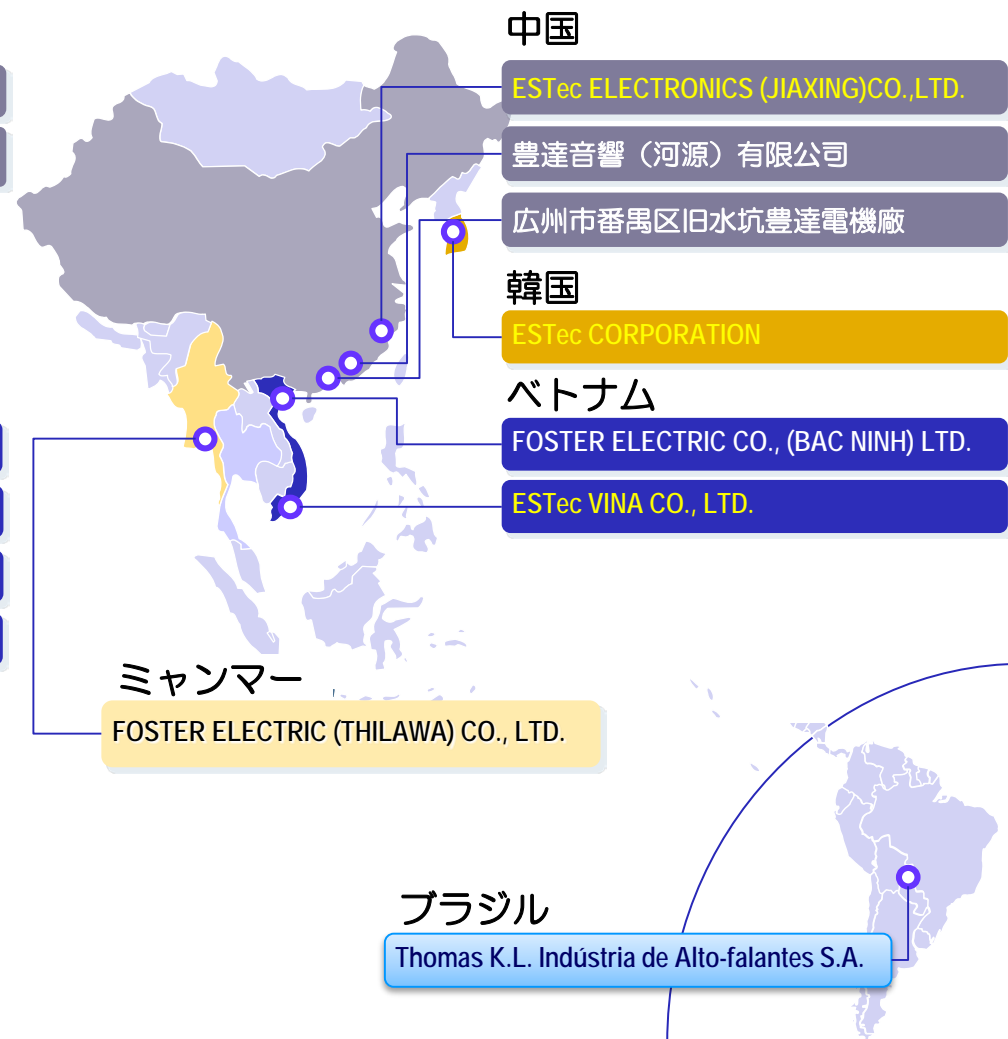 中国
ESTec ELECTRONICS (JIAXING)CO.,LTD.
豊達音響（河源）有限公司
広州市番禺区旧水坑豊達電機廠
韓国
ESTec CORPORATION
ベトナム
FOSTER ELECTRIC CO., (BAC NINH) LTD.
ESTec VINA CO., LTD.
ミャンマー
FOSTER ELECTRIC (THILAWA) CO., LTD.
ブラジル
Thomas K.L. Indústria de Alto-falantes S.A.